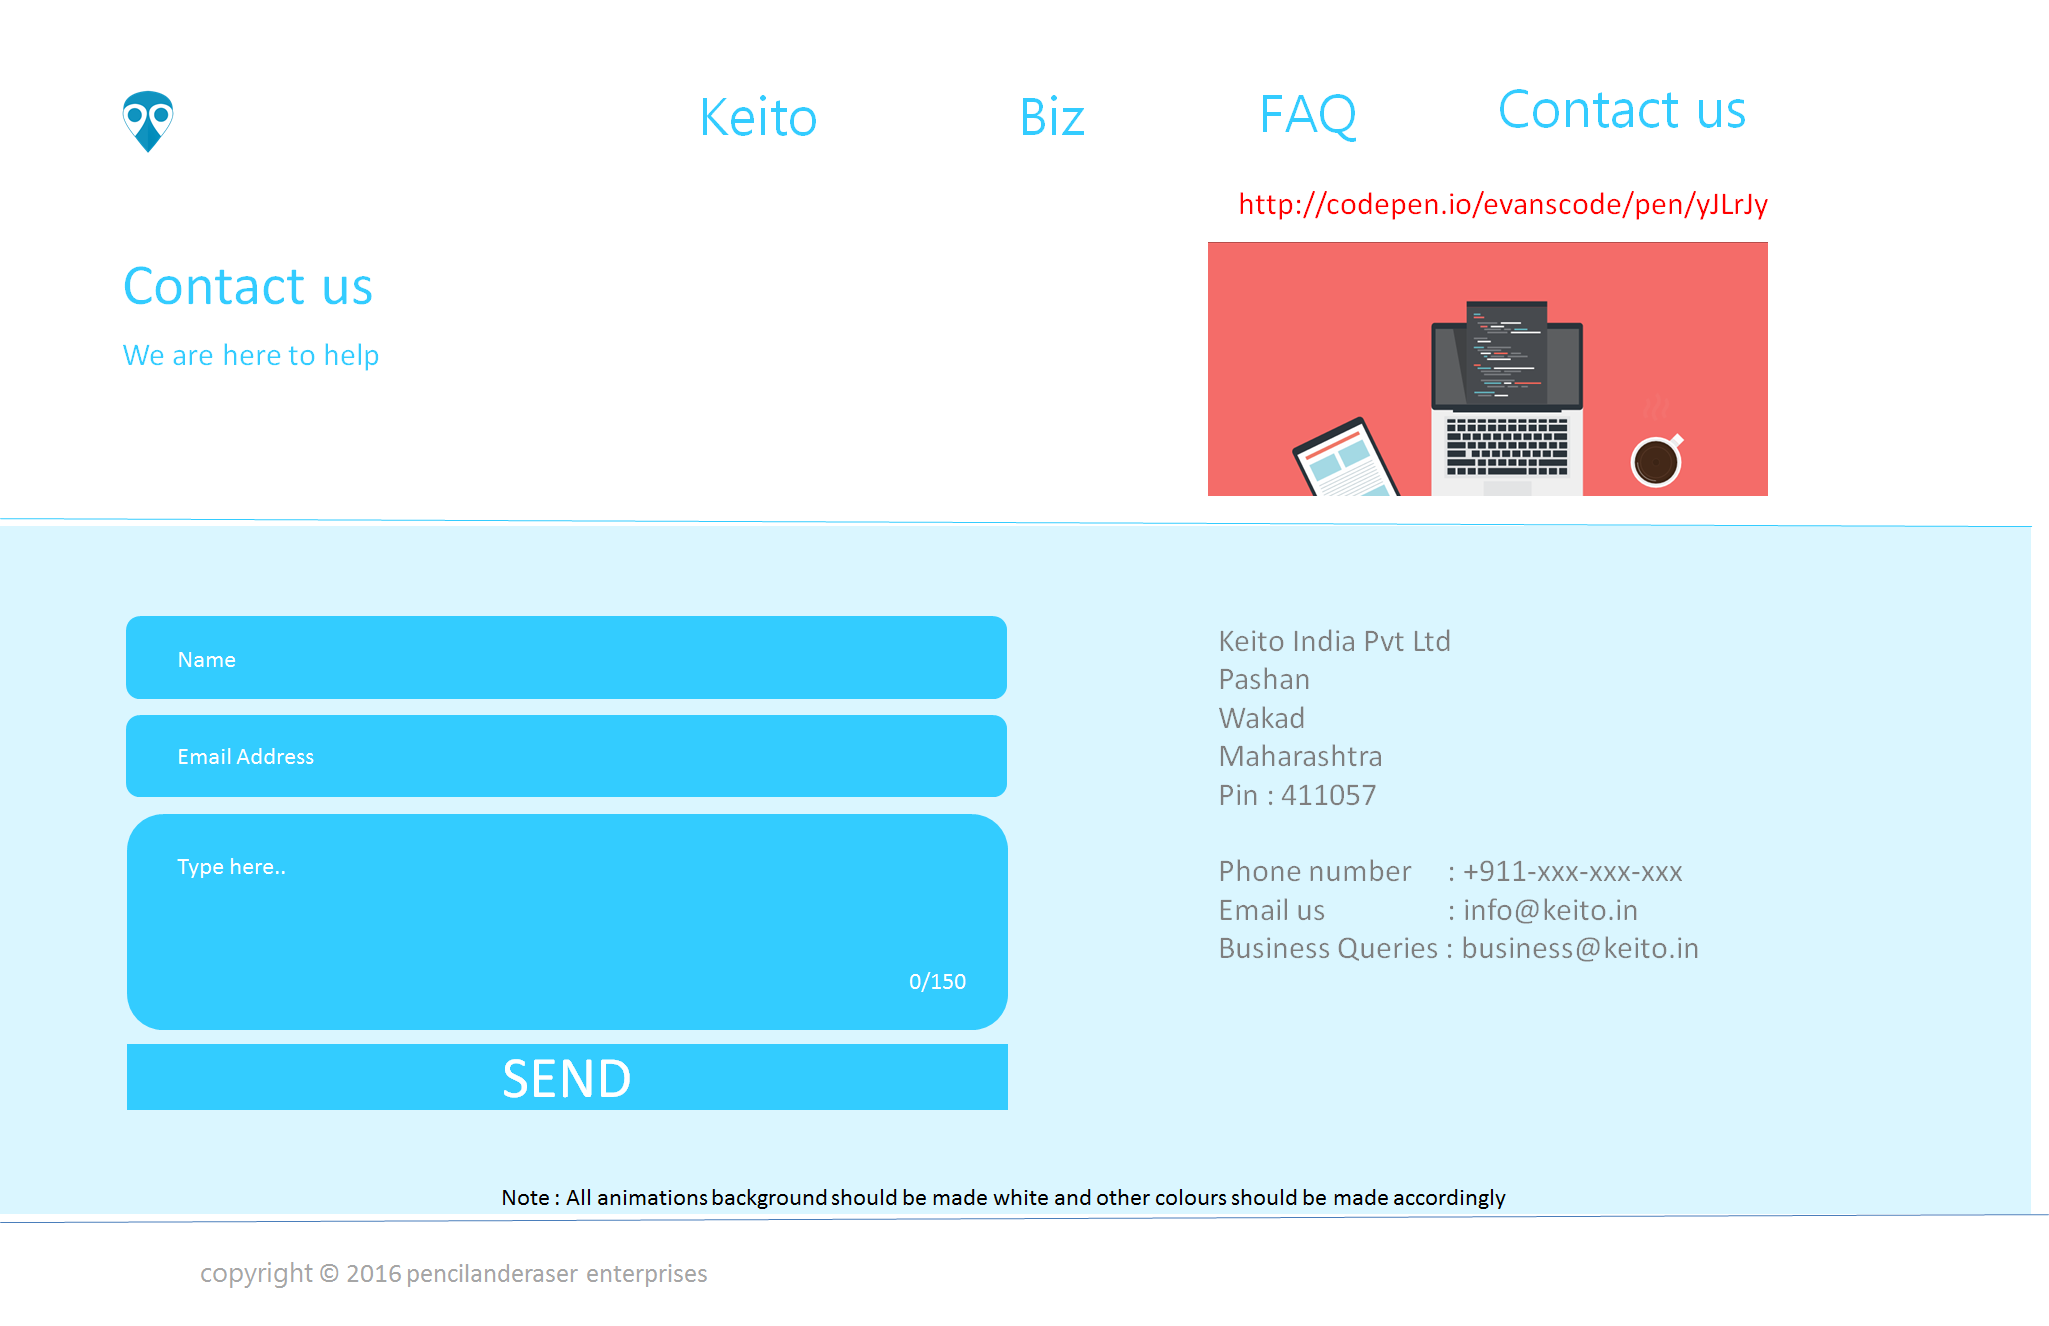 Keito Biz FAQ Contact us
http://codepen.io/evanscode/pen/yJLrJy
Contact us
We are here to help
Name
Email Address
Type here..
0/150
SEND
Keito India Pvt Ltd
Pashan
Wakad
Maharashtra
Pin : 411057
Phone number : +911-xxx-xxx-xxx
Email us : info@keito.in
Business Queries : business@keito.in
Note : All animations background should be made white and other colours should be made accordingly
copyright © 2016 pencilanderaser enterprises